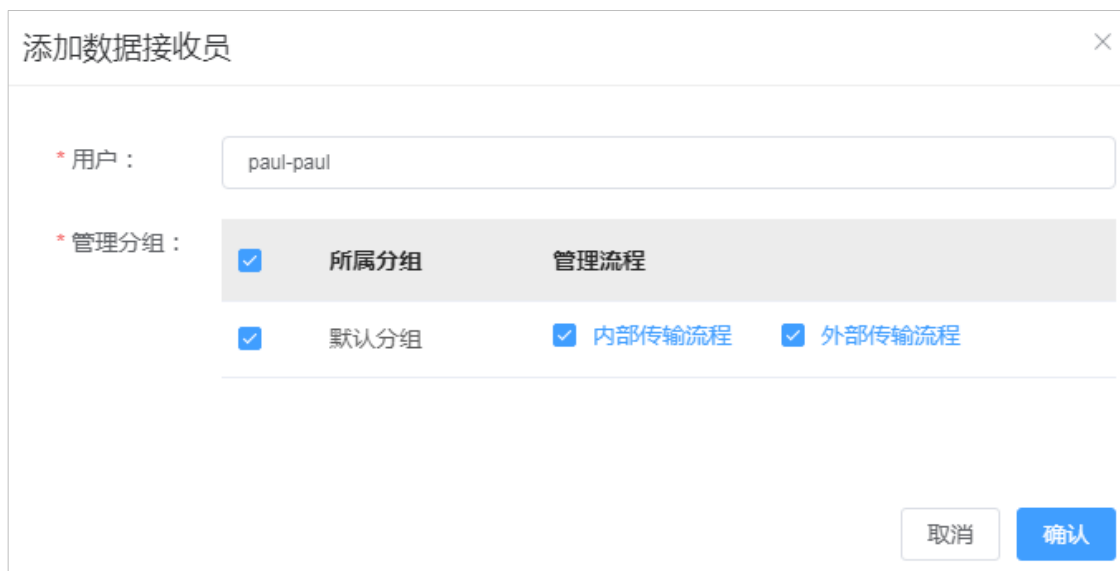 添加数据接收员
* 用户： paul-paul
* 管理分组： 所属分组 管理流程
默认分组 内部传输流程 外部传输流程
取消 确认